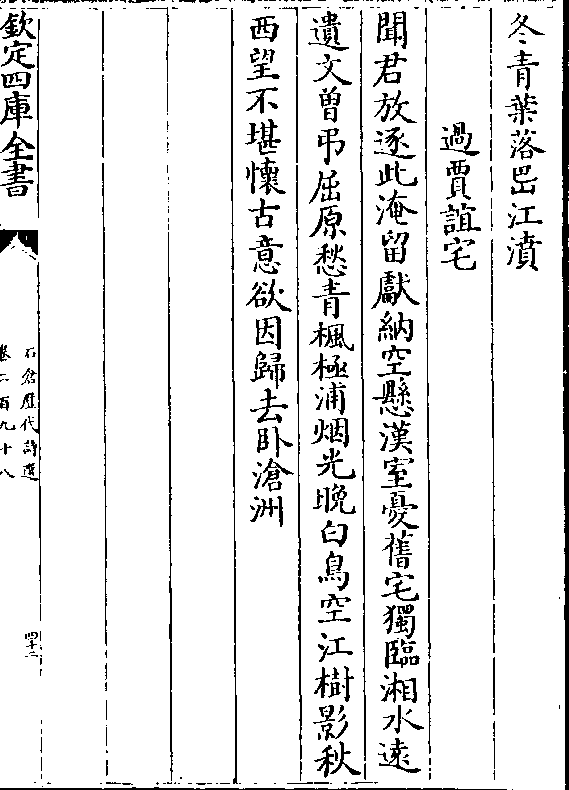 冬青葉落邑江濆
過賈誼宅
聞君放逐此淹留獻納空懸漢室憂舊宅獨臨湘水遠
遺文曾弔屈原愁青楓極浦烟光晚白鳥空江樹影秋
西望不堪懷古意欲因歸去卧滄洲
欽定四庫全書
石倉歷代詩選
卷二百九十八
四十二